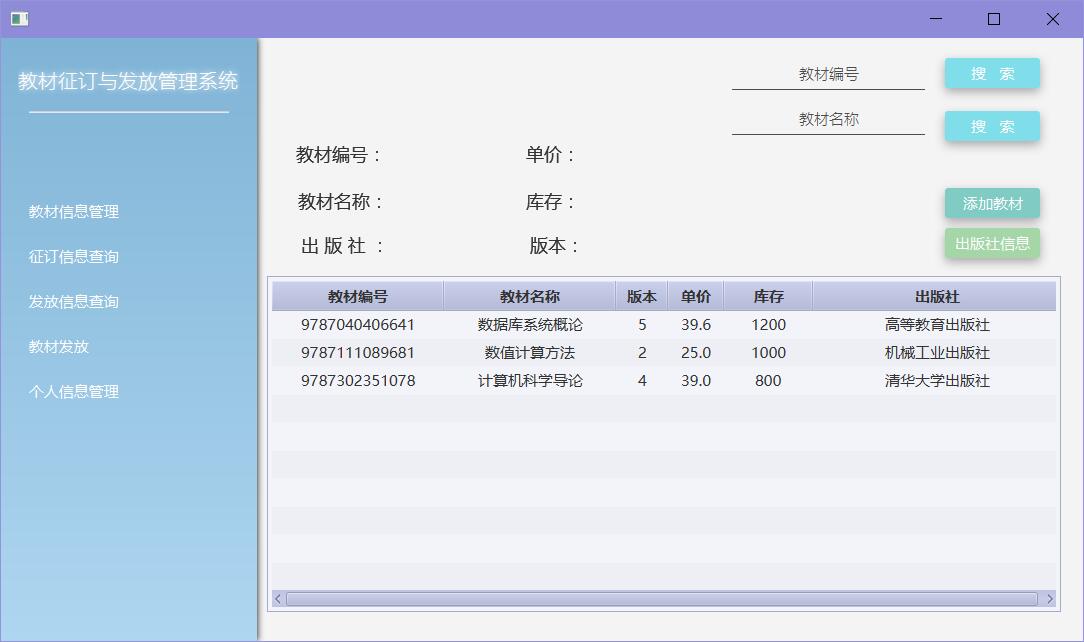 教材征订与发放管理系统
教材信息管理
征订信息查询
发放信息查询
教材发放
个人信息管理
教材编号 搜 索
教材名称 搜 索
教材编号： 单价：
教材名称： 库存： 添加教材
出 版 社 ： 版本： 出版社信息
教材编号 教材名称 版本 单价 库存 出版社
9787040406641 数据库系统概论 5 39.6 1200 高等教育出版社
9787111089681 数值计算方法 2 25.0 1000 机械工业出版社
9787302351078 计算机科学导论 4 39.0 800 清华大学出版社